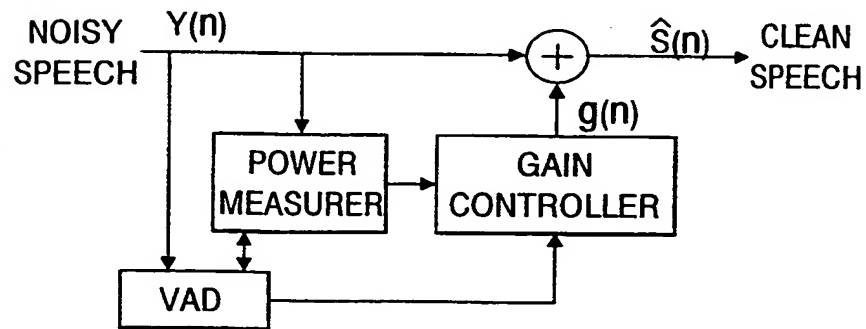 NOISY
SPEECH
Y(n)
+
Ŝ(n)
CLEAN
SPEECH
g(n)
POWER
MEASURER
GAIN
CONTROLLER
VAD